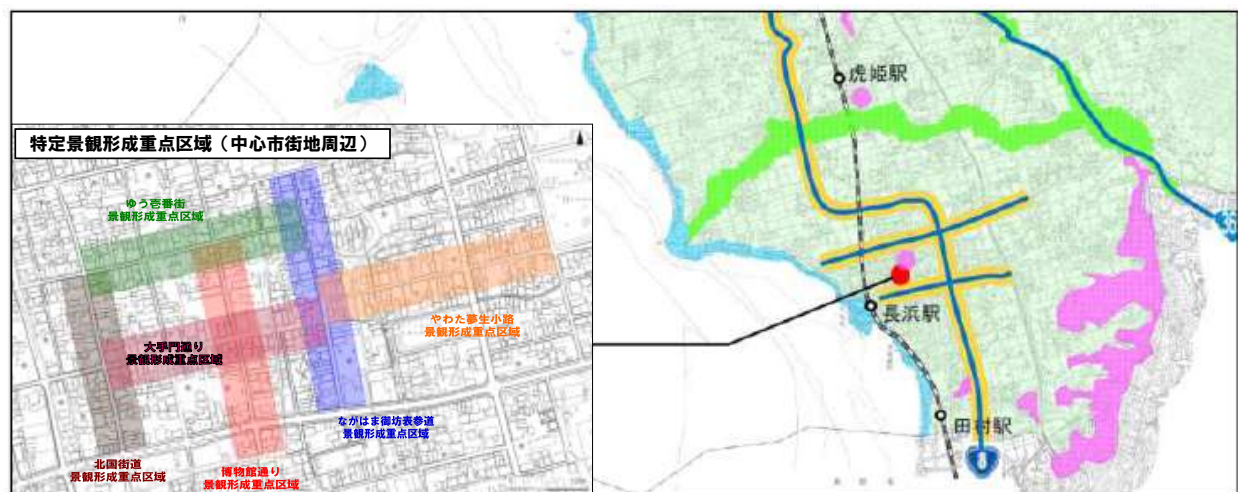 特定景観形成重点区域（中心市街地周辺）
ゆう壱番街
景観形成重点区域
やわた夢生小路
景観形成重点区域
大手門通り
景観形成重点区域
ながはま御坊表参道
景観形成重点区域
北国街道
景観形成重点区域
博物館通り
景観形成重点区域
虎姫駅
長浜駅
田村駅
8